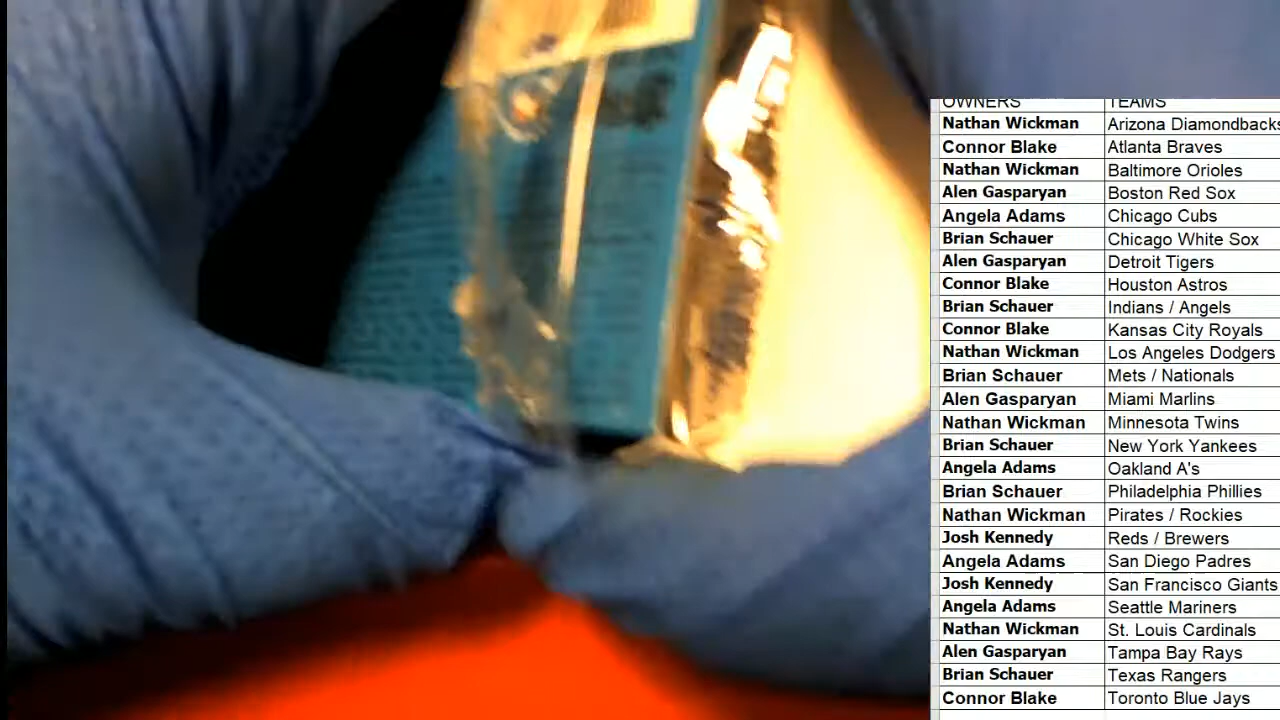 OWNERS TEAMS
Nathan Wickman Arizona Diamondbacks
Connor Blake Atlanta Braves
Nathan Wickman Baltimore Orioles
Alen Gasparyan Boston Red Sox
Angela Adams Chicago Cubs
Brian Schauer Chicago White Sox
Alen Gasparyan Detroit Tigers
Connor Blake Houston Astros
Brian Schauer Indians / Angels
Connor Blake Kansas City Royals
Nathan Wickman Los Angeles Dodgers
Brian Schauer Mets / Nationals
Alen Gasparyan Miami Marlins
Nathan Wickman Minnesota Twins
Brian Schauer New York Yankees
Angela Adams Oakland A's
Brian Schauer Philadelphia Phillies
Nathan Wickman Pirates / Rockies
Josh Kennedy Reds / Brewers
Angela Adams San Diego Padres
Josh Kennedy San Francisco Giants
Angela Adams Seattle Mariners
Nathan Wickman St. Louis Cardinals
Alen Gasparyan Tampa Bay Rays
Brian Schauer Texas Rangers
Connor Blake Toronto Blue Jays